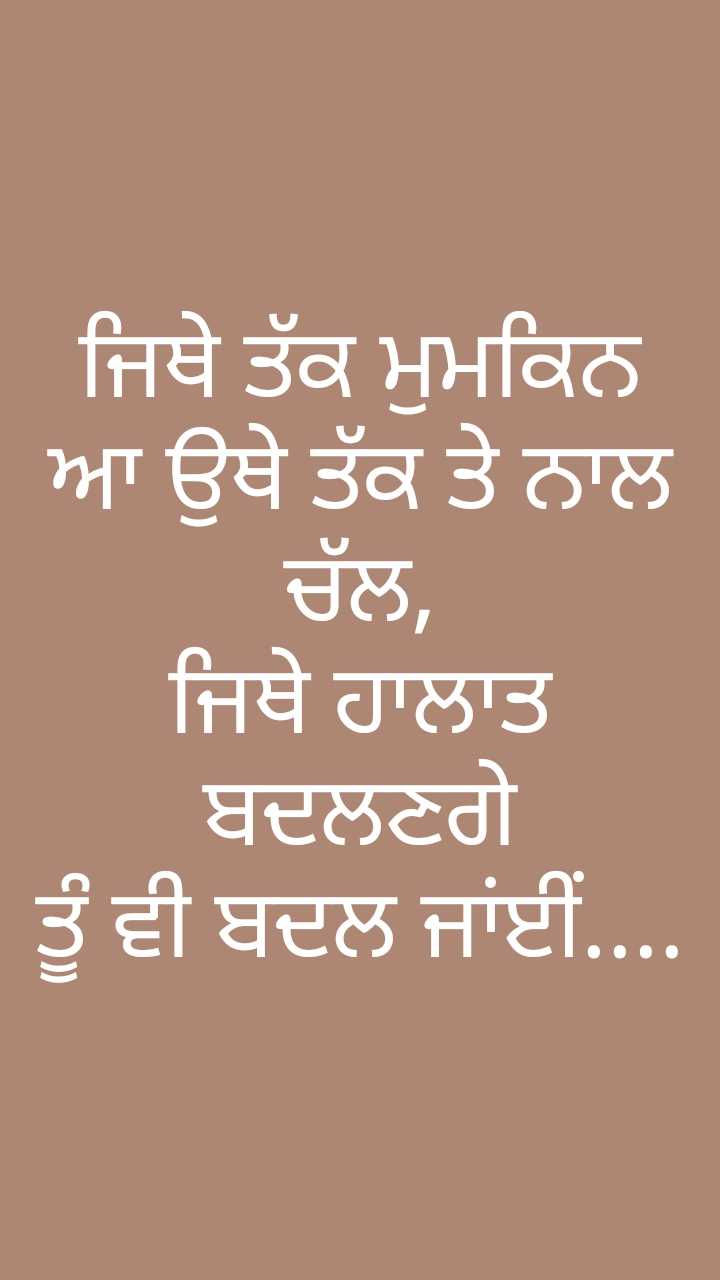 ਜਿਥੇ ਤੱਕ ਮੁਮਕਿਨ
ਆ ਉਥੇ ਤੱਕ ਤੇ ਨਾਲ
ਚੱਲ,
ਜਿਥੇ ਹਾਲਾਤ
ਬਦਲਣਗੇ
ਤੂੰ ਵੀ ਬਦਲ ਜਾਂਈਂ....